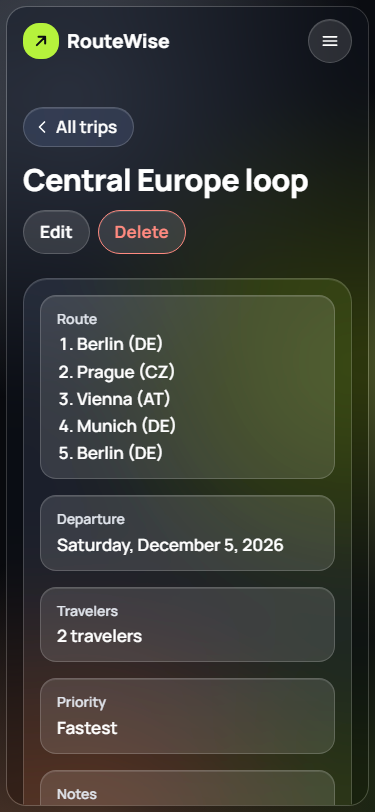 RouteWise
All trips
Central Europe loop
Edit
Delete
Route
1. Berlin (DE)
2. Prague (CZ)
3. Vienna (AT)
4. Munich (DE)
5. Berlin (DE)
Departure
Saturday, December 5, 2026
Travelers
2 travelers
Priority
Fastest
Notes